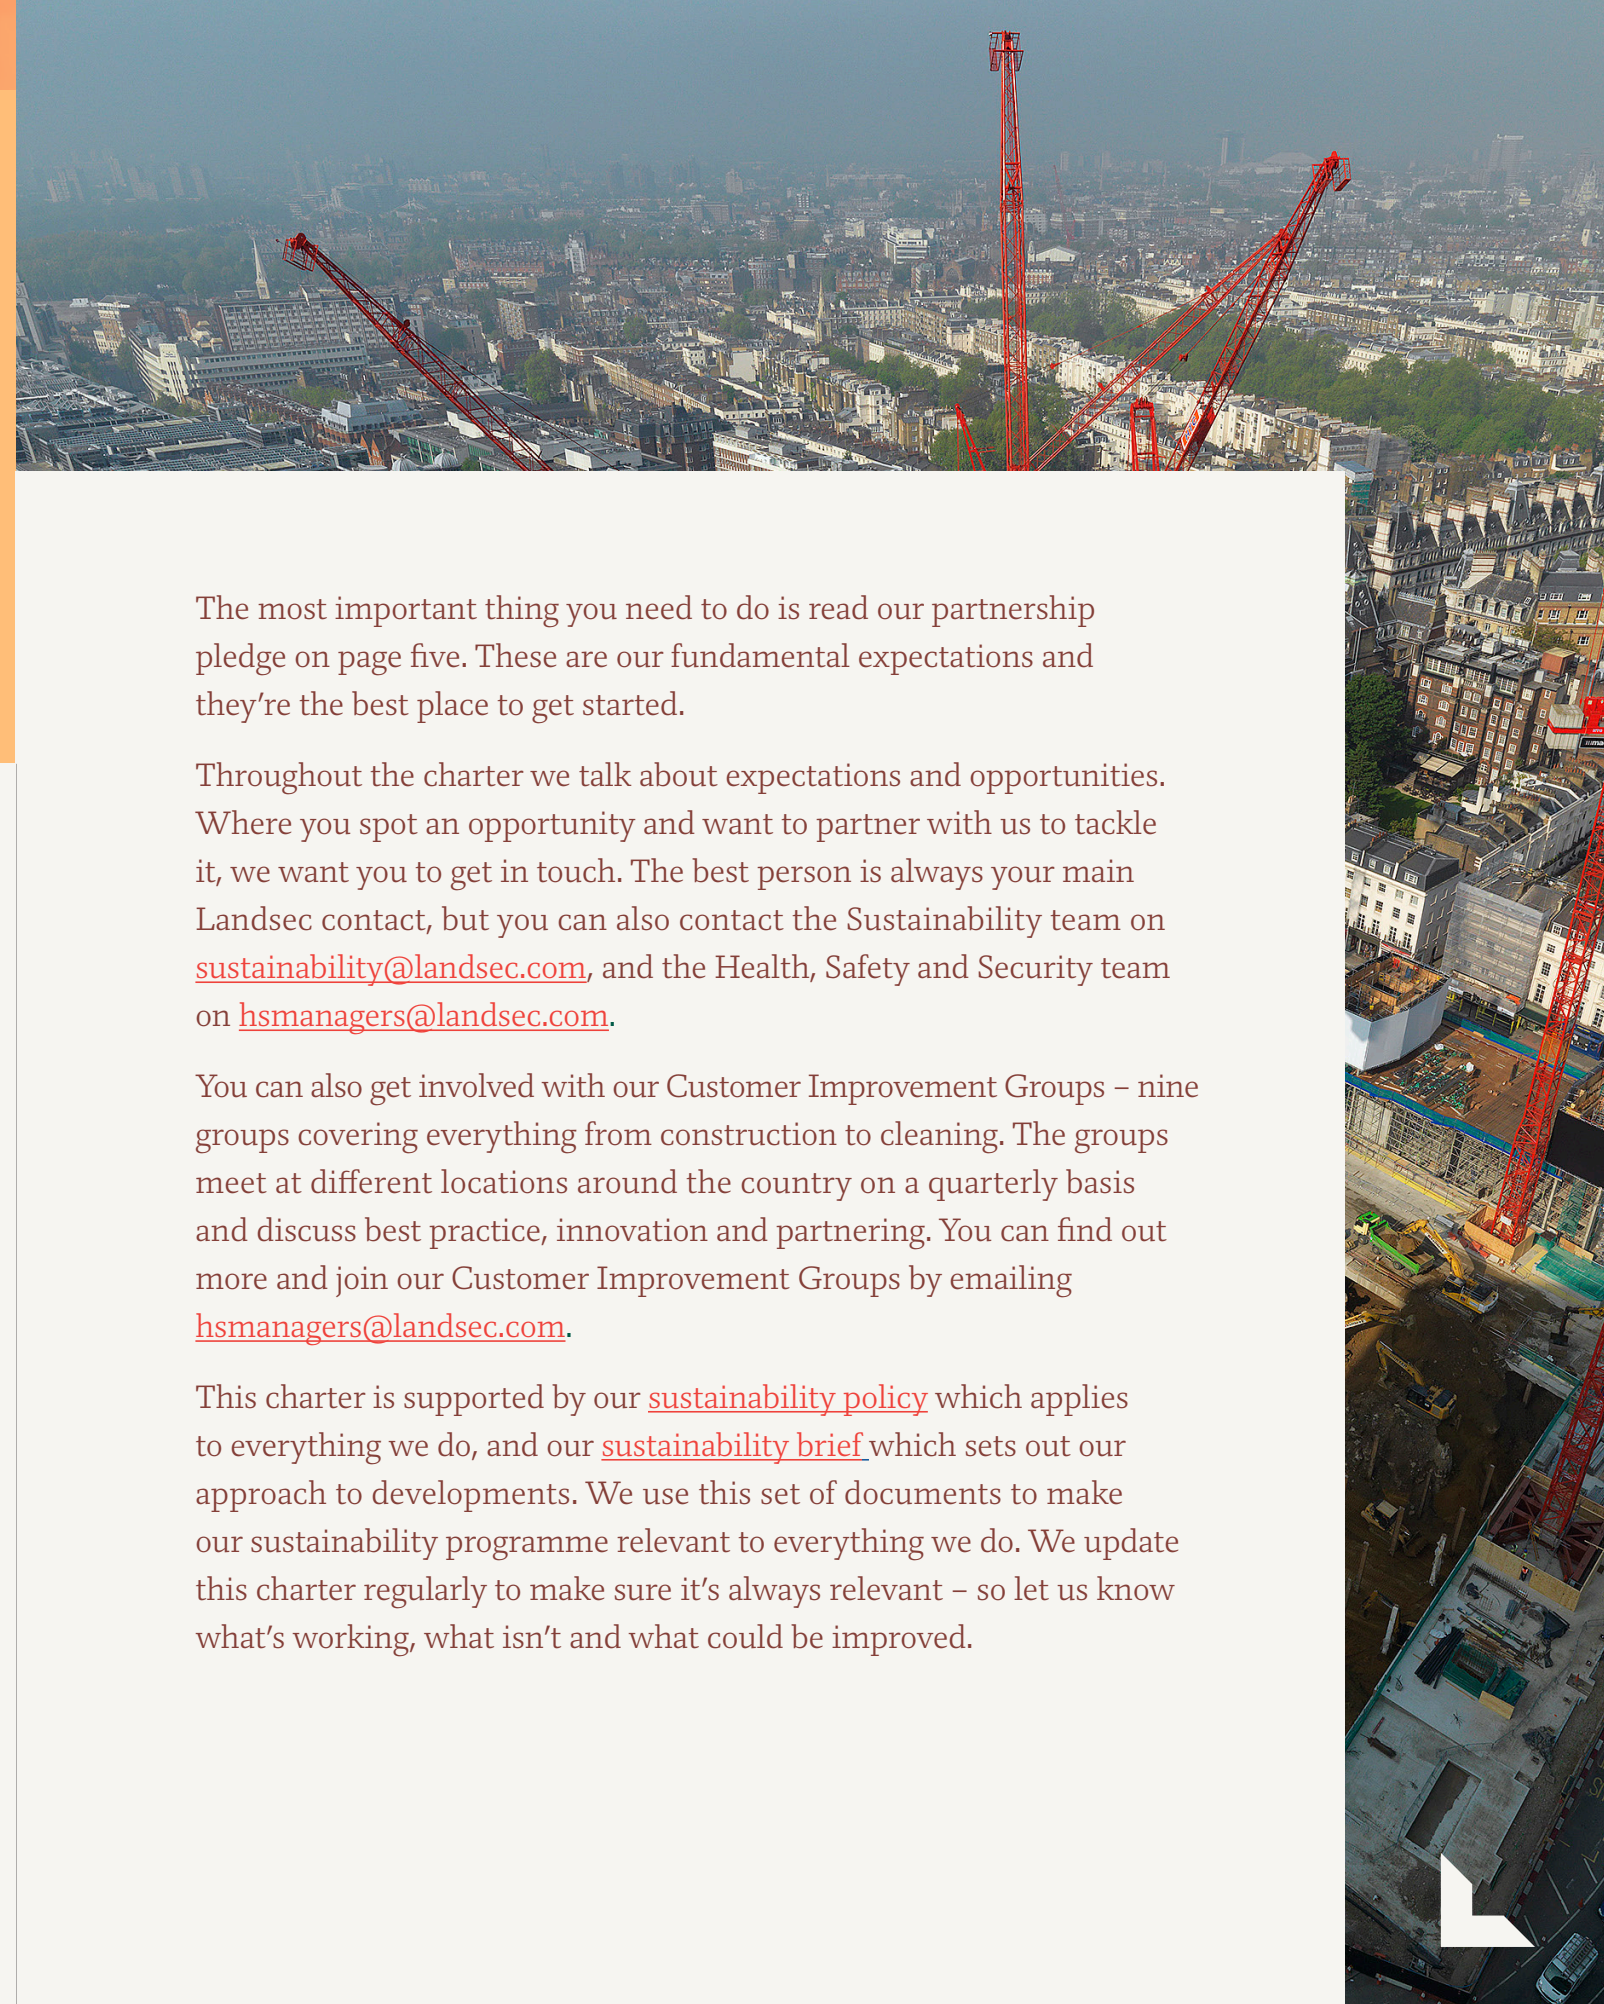 The most important thing you need to do is read our partnership
pledge on page five. These are our fundamental expectations and
they’re the best place to get started.
Throughout the charter we talk about expectations and opportunities.
Where you spot an opportunity and want to partner with us to tackle
it, we want you to get in touch. The best person is always your main
Landsec contact, but you can also contact the Sustainability team on
sustainability@landsec.com, and the Health, Safety and Security team
on hsmanagers@landsec.com.
You can also get involved with our Customer Improvement Groups – nine
groups covering everything from construction to cleaning. The groups
meet at different locations around the country on a quarterly basis
and discuss best practice, innovation and partnering. You can find out
more and join our Customer Improvement Groups by emailing
hsmanagers@landsec.com.
This charter is supported by our sustainability policy which applies
to everything we do, and our sustainability brief which sets out our
approach to developments. We use this set of documents to make
our sustainability programme relevant to everything we do. We update
this charter regularly to make sure it’s always relevant – so let us know
what’s working, what isn’t and what could be improved.